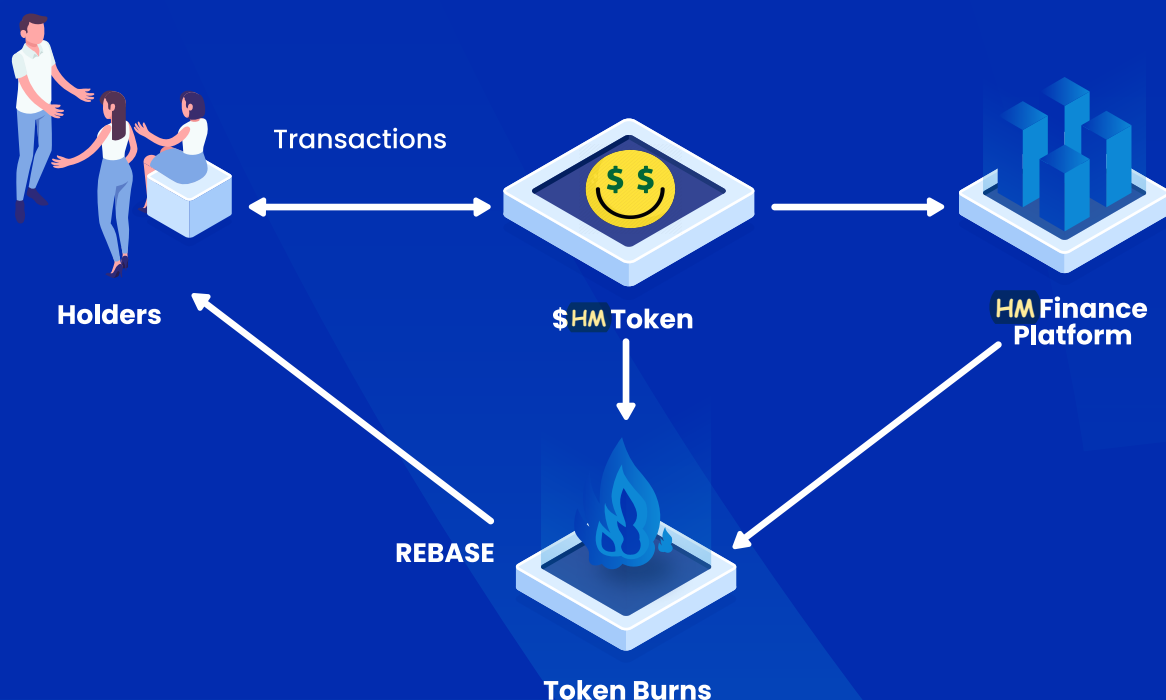 Transactions
Holders
$HM Token
HM Finance
Platform
REBASE
Token Burns